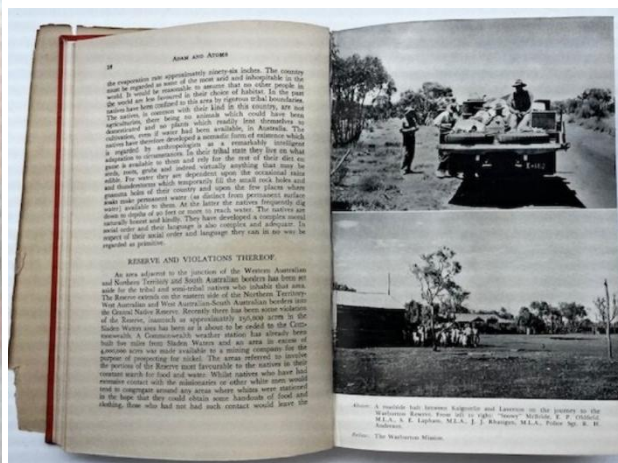 28
ADAM AND ATOMS
the evaporation rate approximately ninety-six inches. The country
must be regarded as some of the most arid and inhospitable in the
world. It would be reasonable to assume that no other people in
the world are less favoured in their choice of habitat. In the past
natives have been confined to this area by rigorous tribal boundaries.
The natives, in common with their kind in this country, are not
agriculturists, there being no animals which could have been
domesticated and no plants which readily lent themselves to
cultivation, even if water had been available, in Australia. The
natives have therefore developed a nomadic form of existence which
is regarded by anthropologists as a remarkably intelligent
adaptation to circumstances. In their tribal state they live on what
game is available to them and rely for the rest of their diet on
seeds, roots, grubs and indeed virtually anything that may be
edible. For water they are dependent upon the occasional rains
and thunderstorms which temporarily fill the small rock holes and
gnamma holes of their country and upon the few places where
soaks make permanent water (as distinct from permanent surface
water) available to them. At the latter the natives frequently dig
down to depths of 20 feet or more to reach water. The natives are
naturally honest and kindly. They have developed a complex moral
social order and their language is also complex and adequate. In
respect of their social order and language they can in no way be
regarded as primitive.
RESERVE AND VIOLATIONS THEREOF.
An area adjacent to the junction of the Western Australian
and Northern Territory and South Australian borders has been set
aside for the tribal and semi-tribal natives who inhabit that area.
The Reserve extends on the eastern side of the Northern Territory-
West Australian and West Australian-South Australian borders into
the Central Native Reserve. Recently there has been some violation
of the Reserve, inasmuch as approximately acres in the
Sladen Waters area has been or is about to be ceded to the Com-
monwealth. A Commonwealth weather station has already been
built five miles from Sladen Waters and an area in excess of
4,000,000 acres was made available to a mining company for the
purpose of prospecting for nickel. The areas referred to involve
the portion of the Reserve most favourable to the natives in their
constant search for food and water. Whilst natives who have had
extensive contact with the missionaries or other white men would
tend to congregate around any areas where whites were stationed
in the hope that they could obtain some handouts of food and
clothing, those who had not had such contact would leave the
Above: A roadside halt between Kalgoorlie and Laverton on the journey to the
Warburton Reserve. From left to right: McBride, E. P. Oldfield,
M.L.A., S. E. Lapham, M.L.A., J. J. Rhatigan, M.L.A., Police Sgt. R. H.
Anderson.
Below: The Warburton Mission.